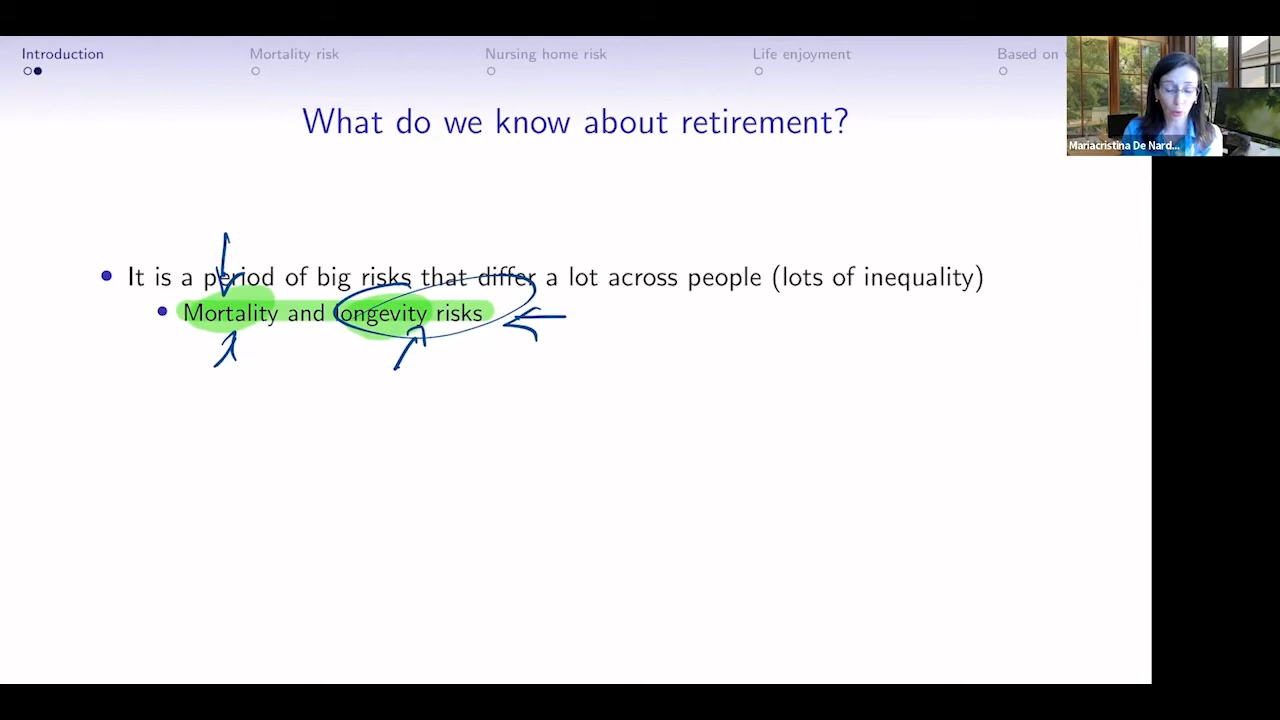 Introduction
Mortality risk
Nursing home risk
Life enjoyment
Based on
Mariacristina De Nard...
What do we know about retirement?
It is a period of big risks that differ a lot across people (lots of inequality)
Mortality and longevity risks